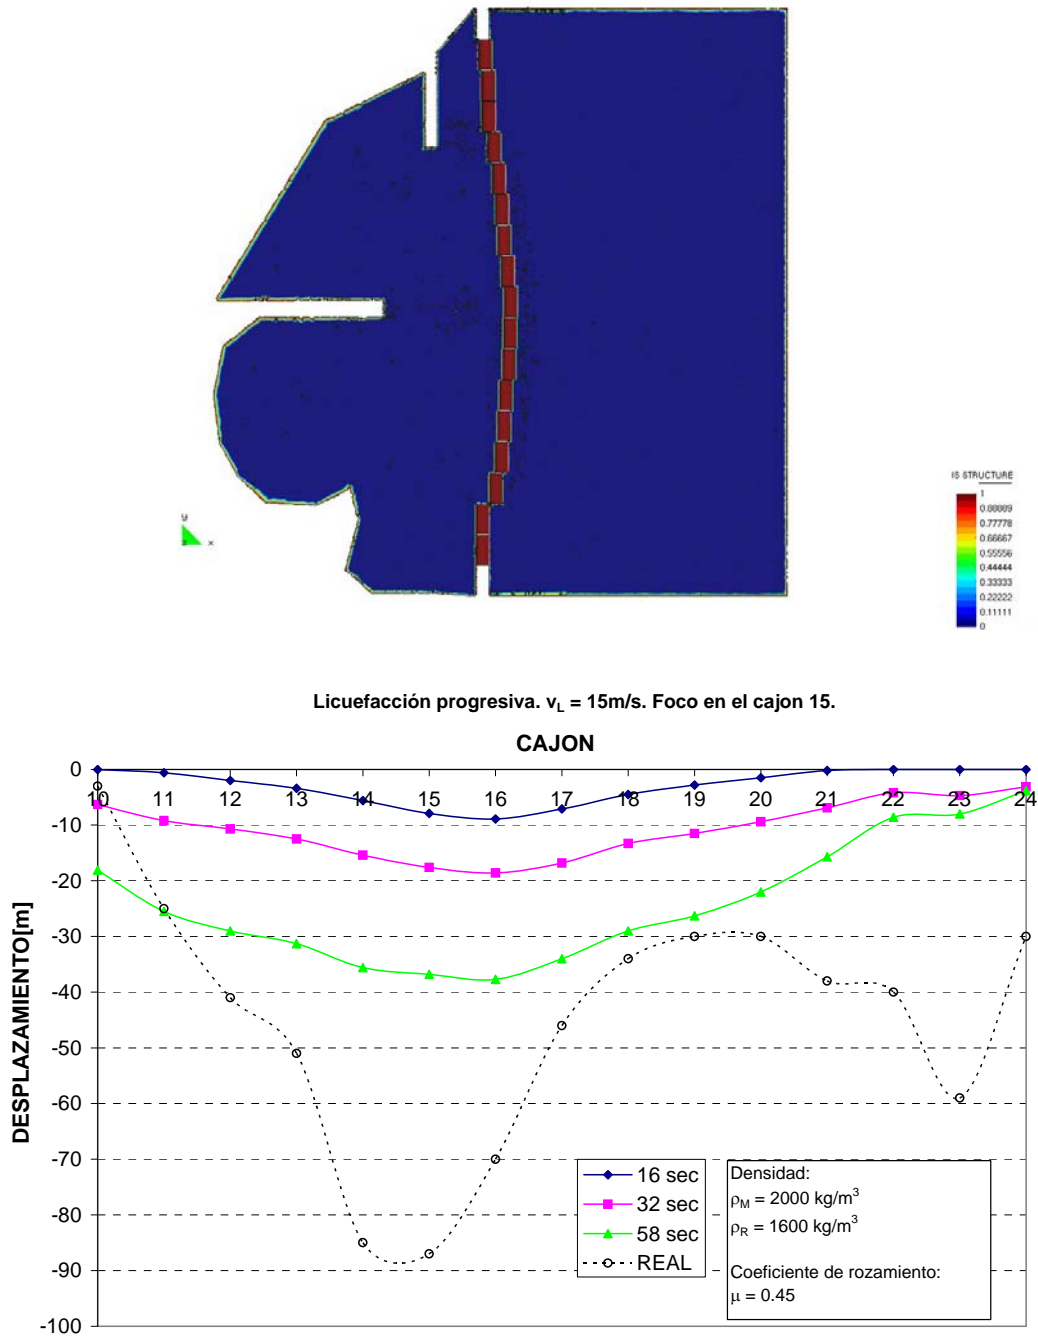 IS STRUCTURE
1
0.88889
0.77778
0.66667
0.55556
0.44444
0.33333
0.22222
0.11111
0
y
z x
Licuefacción progresiva. vL = 15m/s. Foco en el cajon 15.
CAJON
0
10 11 12 13 14 15 16 17 18 19 20 21 22 23 24
-10
-20
-30
-40
-50
-60
-70
-80
-90
-100
DESPLAZAMIENTO[m]
16 sec
32 sec
58 sec
REAL
Densidad:
ρM = 2000 kg/m³
ρR = 1600 kg/m³
Coeficiente de rozamiento:
μ = 0.45